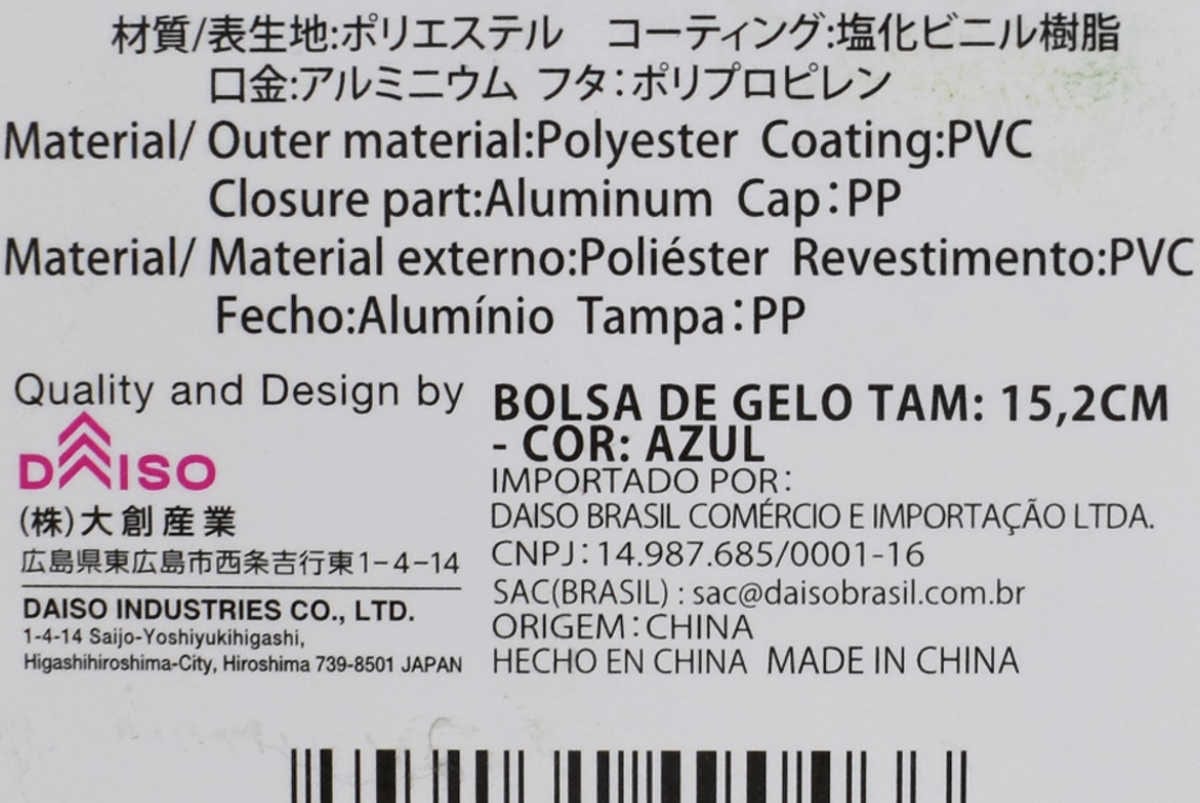 材質/表生地:ポリエステル コーティング:塩化ビニル樹脂
口金:アルミニウム フタ:ポリプロピレン
Material/ Outer material:Polyester Coating:PVC
Closure part:Aluminum Cap:PP
Material/ Material externo:Poliéster Revestimento:PVC
Fecho:Alumínio Tampa:PP
Quality and Design by
DAISO
(株)大創産業
広島県東広島市西条吉行東1-4-14
DAISO INDUSTRIES CO., LTD.
1-4-14 Saijo-Yoshiyukihigashi,
Higashihiroshima-City, Hiroshima 739-8501 JAPAN
BOLSA DE GELO TAM: 15,2CM
- COR: AZUL
IMPORTADO POR:
DAISO BRASIL COMÉRCIO E IMPORTAÇÃO LTDA.
CNPJ:14.987.685/0001-16
SAC(BRASIL) : sac@daisobrasil.com.br
ORIGEM:CHINA
HECHO EN CHINA MADE IN CHINA